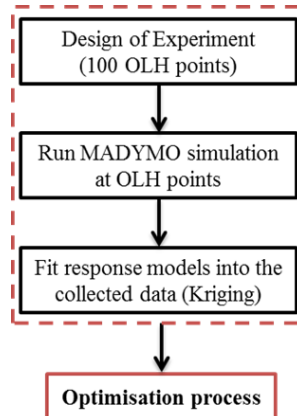 Design of Experiment
(100 OLH points)
Run MADYMO simulation
at OLH points
Fit response models into the
collected data (Kriging)
Optimisation process